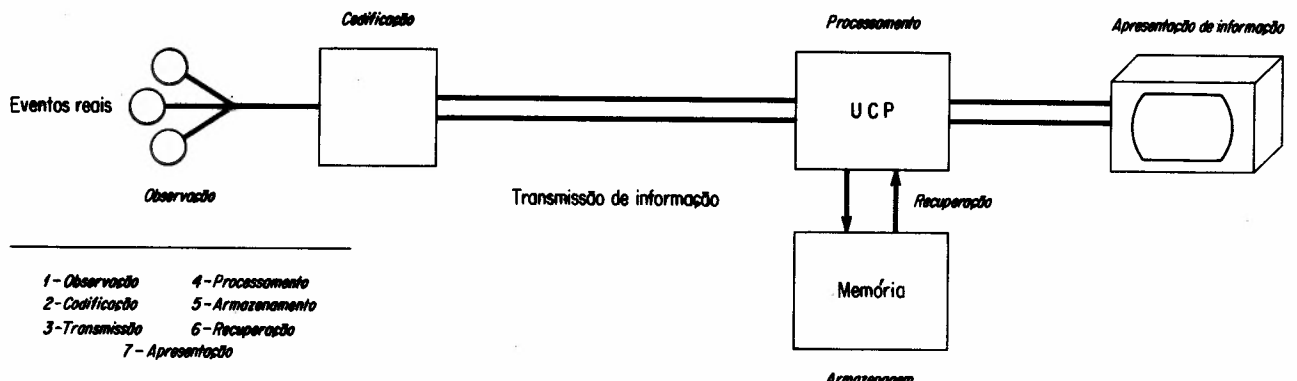 Codificação
Processamento
Apresentação de informação
Eventos reais
UCP
Observação
Transmissão de informação
Recuperação
Memória
1 - Observação 4 - Processamento
2 - Codificação 5 - Armazenamento
3 - Transmissão 6 - Recuperação
7 - Apresentação
Armazenagem